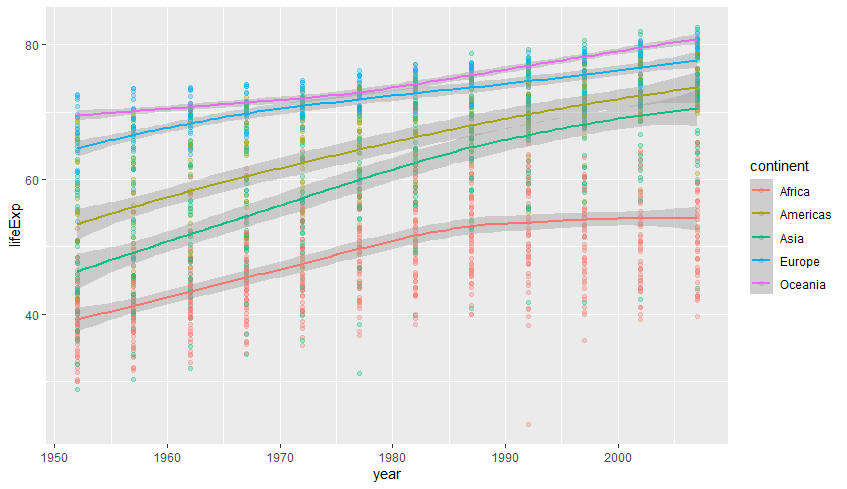 80
60
40
lifeExp
1950
1960
1970
1980
1990
2000
year
continent
Africa
Americas
Asia
Europe
Oceania